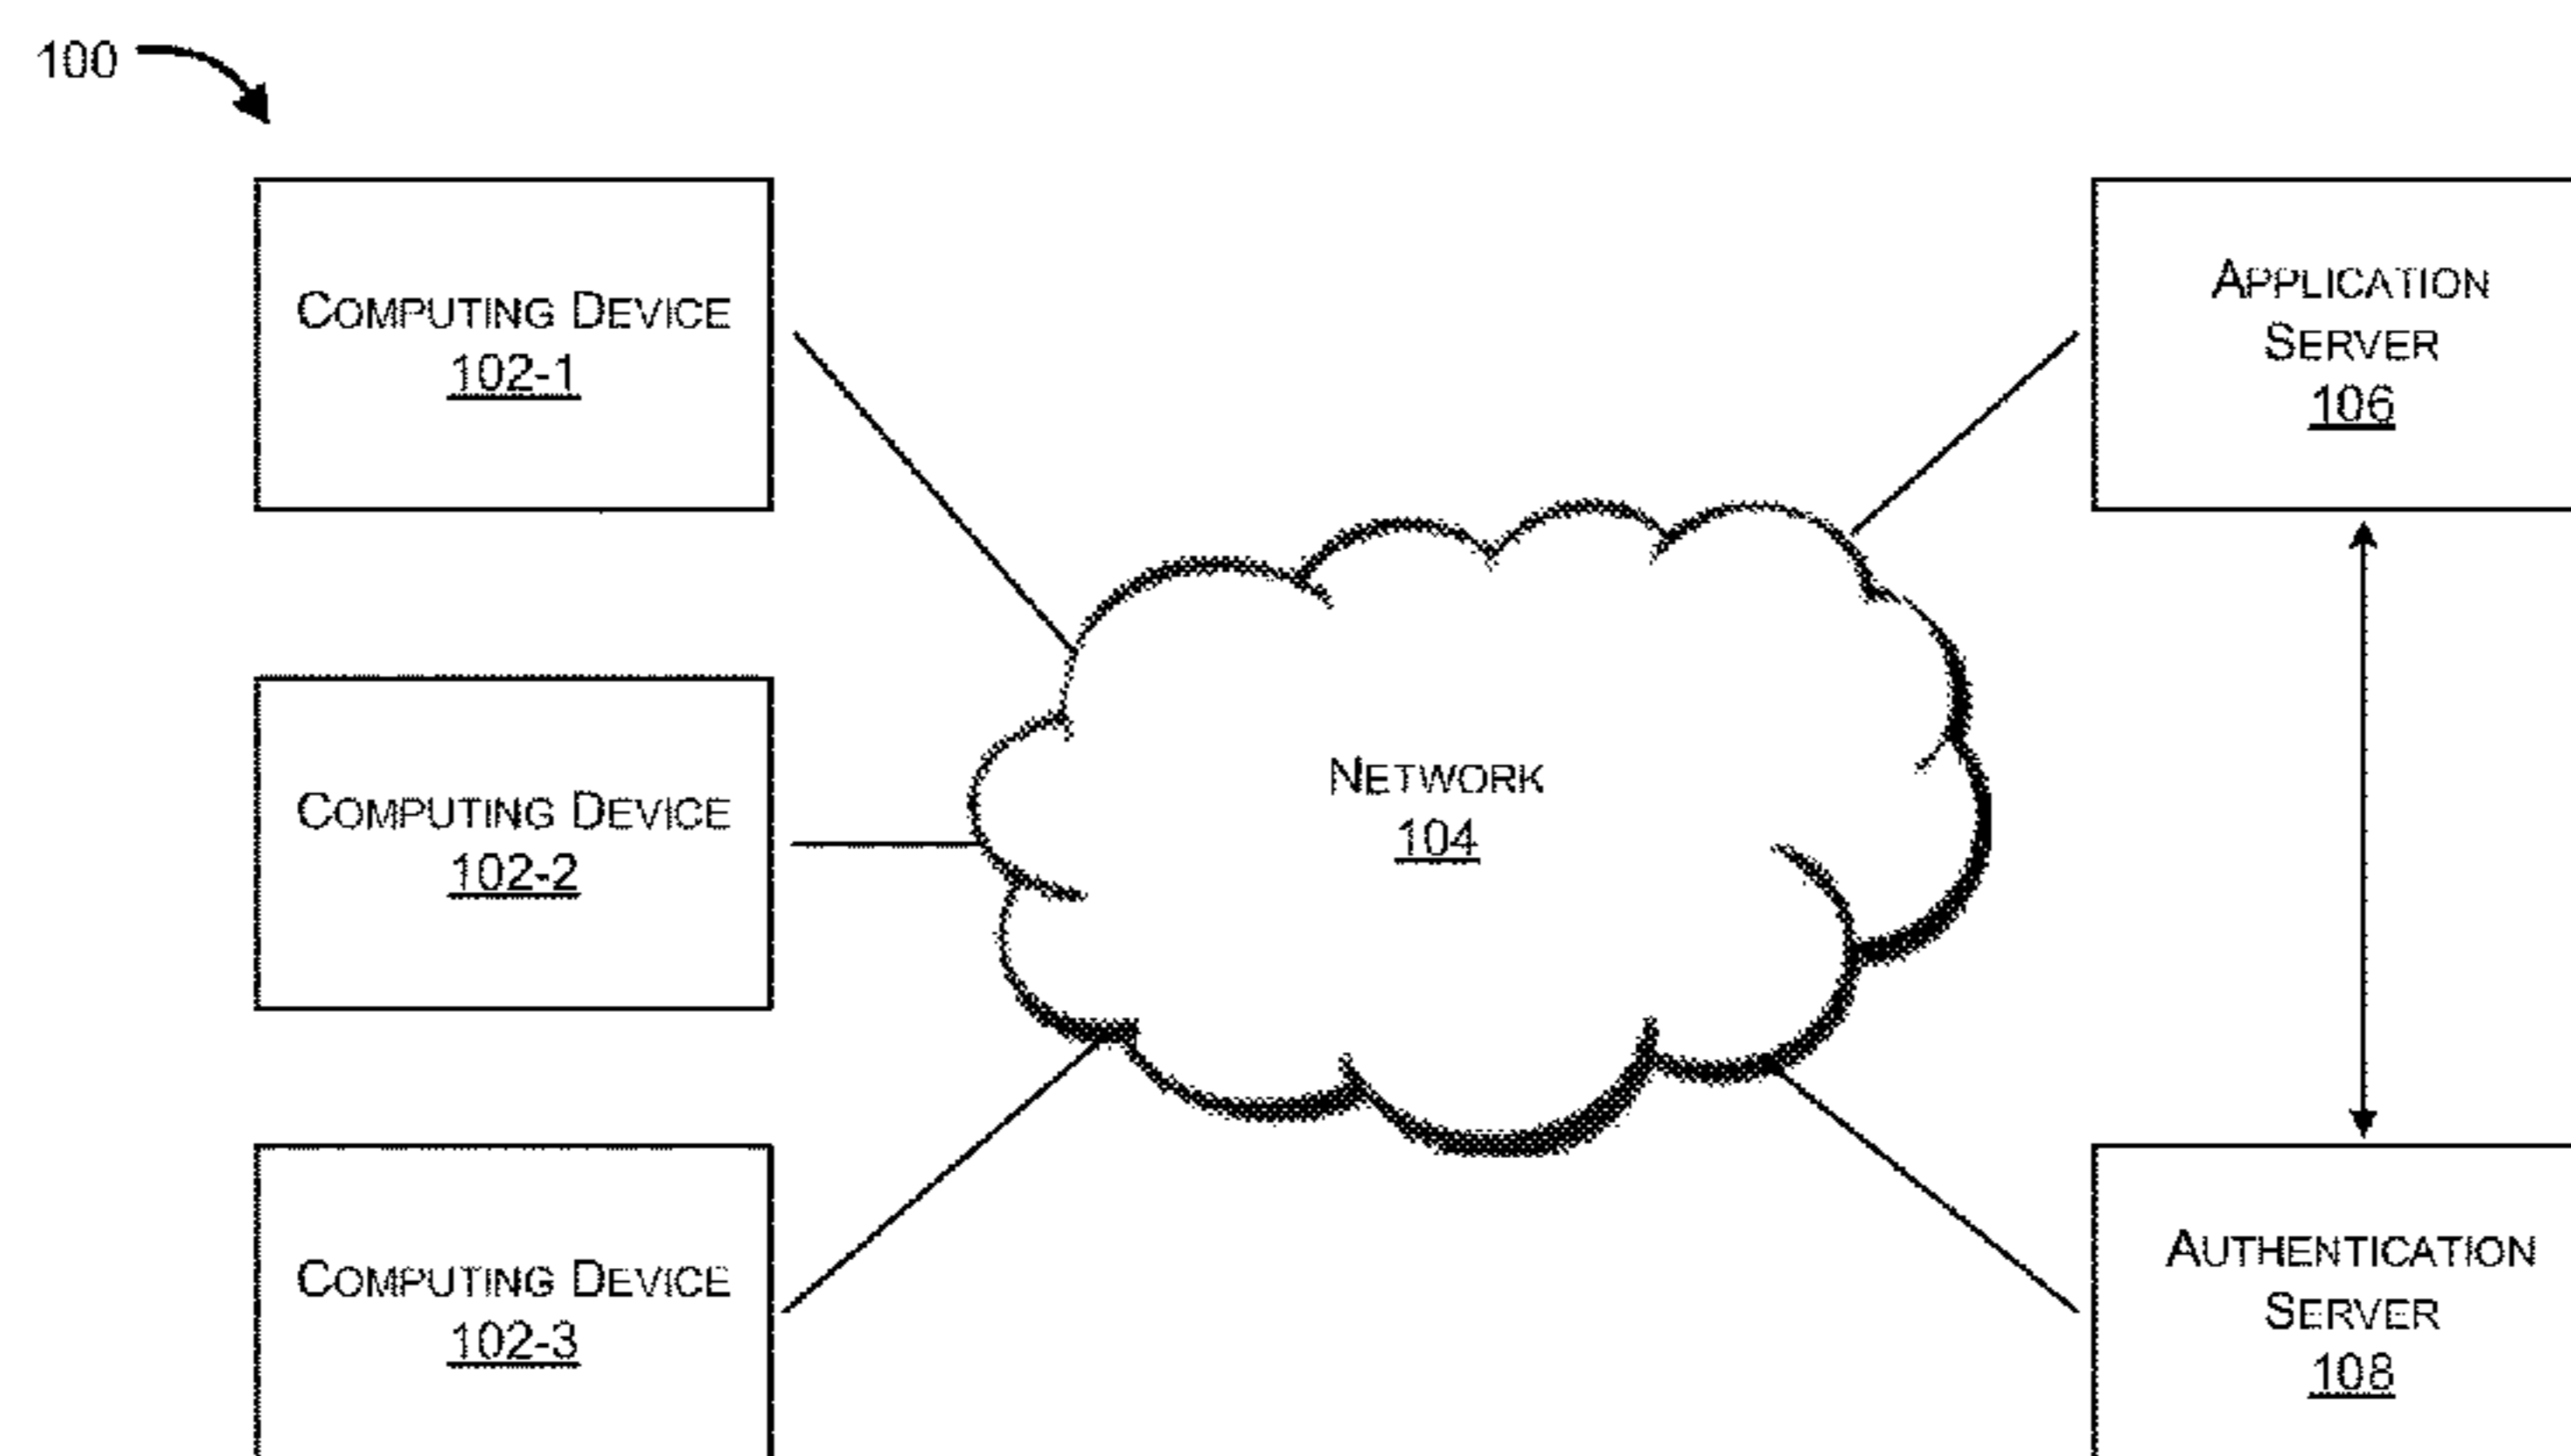 100
COMPUTING DEVICE
102-1
APPLICATION
SERVER
106
COMPUTING DEVICE
102-2
NETWORK
104
COMPUTING DEVICE
102-3
AUTHENTICATION
SERVER
108